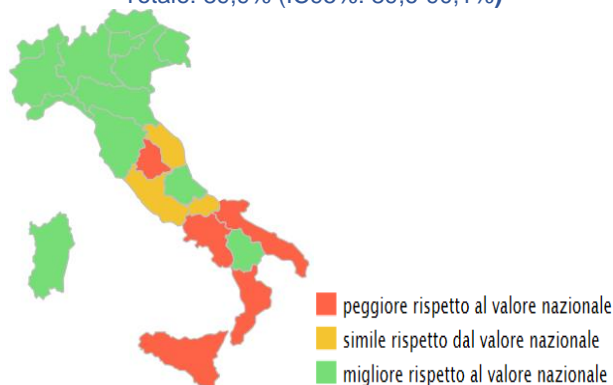 peggiore rispetto al valore nazionale
simile rispetto dal valore nazionale
migliore rispetto al valore nazionale